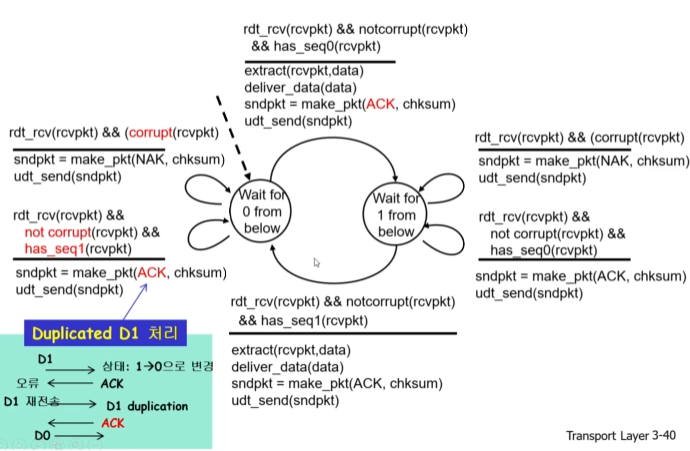 rdt_rcv(rcvpkt) && notcorrupt(rcvpkt)
&& has_seq0(rcvpkt)
extract(rcvpkt,data)
deliver_data(data)
sndpkt = make_pkt(ACK, chksum)
udt_send(sndpkt)
rdt_rcv(rcvpkt) && (corrupt(rcvpkt)
sndpkt = make_pkt(NAK, chksum)
udt_send(sndpkt)
rdt_rcv(rcvpkt) &&
not corrupt(rcvpkt) &&
has_seq1(rcvpkt)
sndpkt = make_pkt(ACK, chksum)
udt_send(sndpkt)
Wait for
0 from
below
Wait for
1 from
below
rdt_rcv(rcvpkt) && (corrupt(rcvpkt)
sndpkt = make_pkt(NAK, chksum)
udt_send(sndpkt)
rdt_rcv(rcvpkt) &&
not corrupt(rcvpkt) &&
has_seq0(rcvpkt)
sndpkt = make_pkt(ACK, chksum)
udt_send(sndpkt)
rdt_rcv(rcvpkt) && notcorrupt(rcvpkt)
&& has_seq1(rcvpkt)
extract(rcvpkt,data)
deliver_data(data)
sndpkt = make_pkt(ACK, chksum)
udt_send(sndpkt)
Duplicated D1 처리
D1
상태: 1→0으로 변경
오류 ACK
D1 재전송 D1 duplication
ACK
D0
Transport Layer 3-40